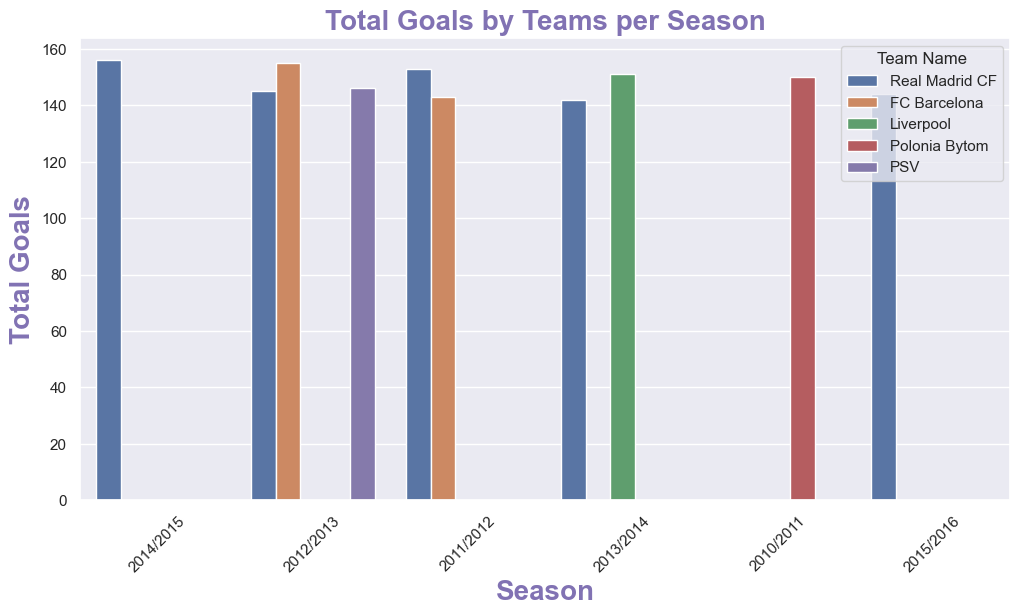 Total Goals by Teams per Season
Total Goals
160
140
120
100
80
60
40
20
0
Team Name
Real Madrid CF
FC Barcelona
Liverpool
Polonia Bytom
PSV
2014/2015
2012/2013
2011/2012
2013/2014
2010/2011
2015/2016
Season